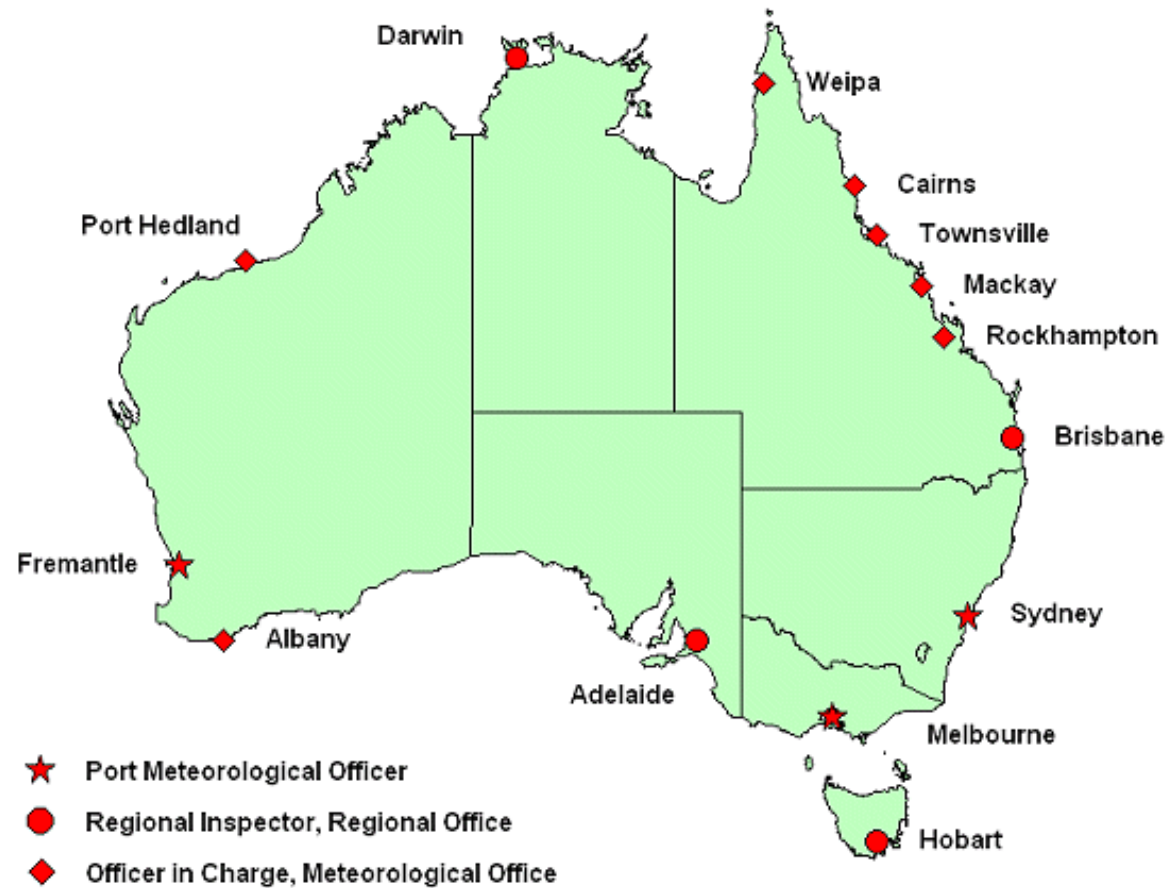 Darwin
Weipa
Cairns
Port Hedland
Townsville
Mackay
Rockhampton
Brisbane
Fremantle
Sydney
Albany
Adelaide
Melbourne
Port Meteorological Officer
Regional Inspector, Regional Office
Hobart
Officer in Charge, Meteorological Office